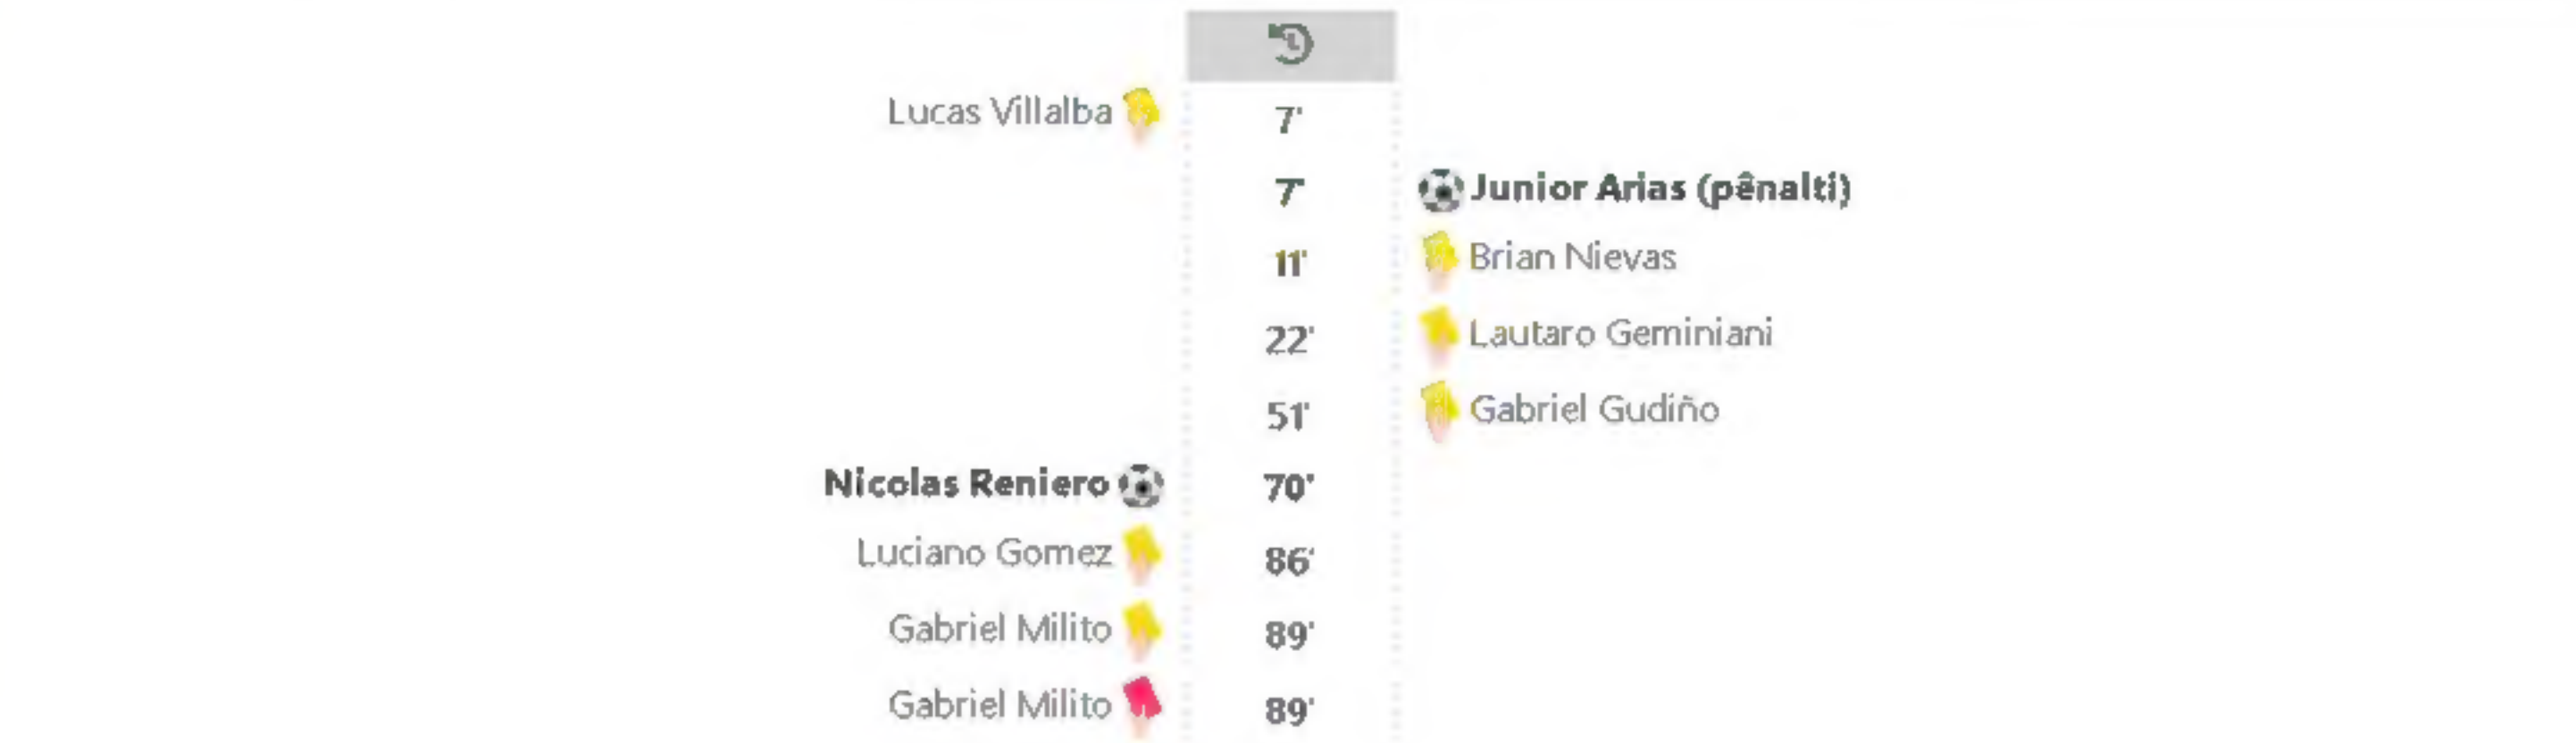 Lucas Villalba 7'
7' Junior Arias (pênalti)
11' Brian Nievas
22' Lautaro Geminiani
51' Gabriel Gudiño
Nicolas Reniero 70'
Luciano Gomez 86'
Gabriel Milito 89'
Gabriel Milito 89'